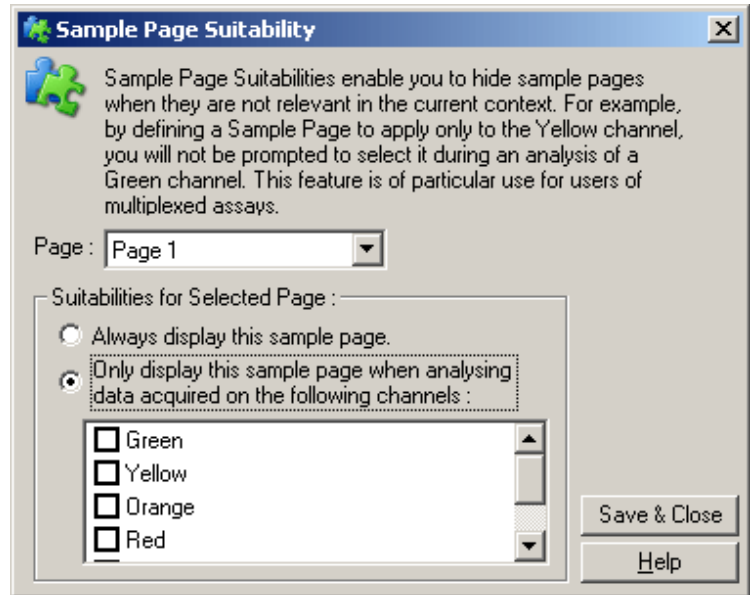 Sample Page Suitability
Sample Page Suitabilities enable you to hide sample pages
when they are not relevant in the current context. For example,
by defining a Sample Page to apply only to the Yellow channel,
you will not be prompted to select it during an analysis of a
Green channel. This feature is of particular use for users of
multiplexed assays.
Page : Page 1
Suitabilities for Selected Page :
Always display this sample page.
Only display this sample page when analysing
data acquired on the following channels :
Green
Yellow
Orange
Red
Save & Close
Help